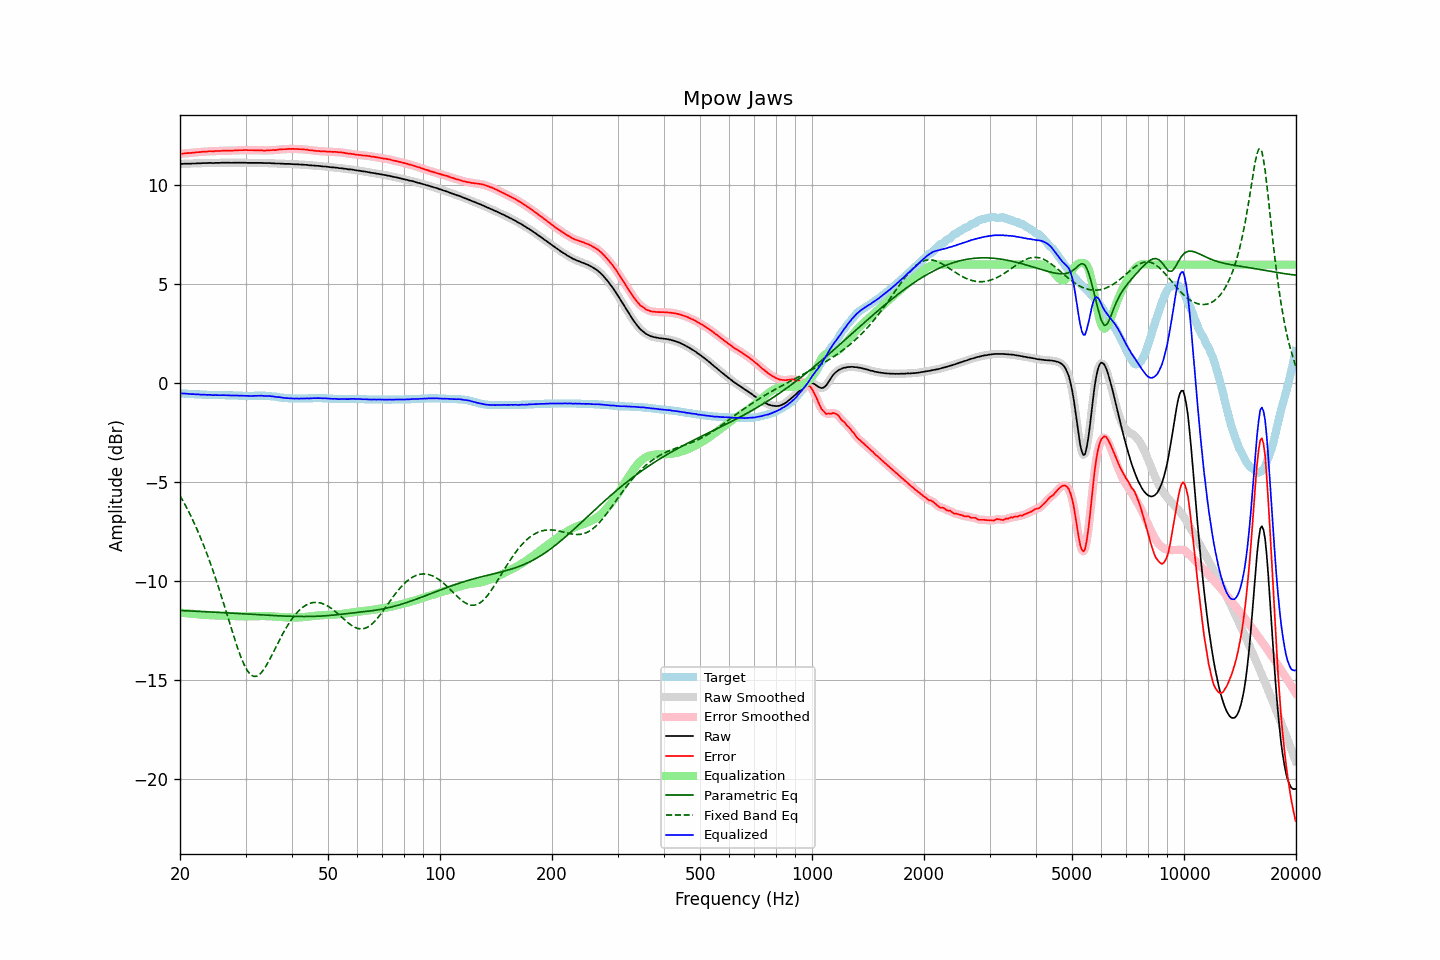 Mpow Jaws
Amplitude (dBr)
10
5
0
−5
−10
−15
−20
Target
Raw Smoothed
Error Smoothed
Raw
Error
Equalization
Parametric Eq
Fixed Band Eq
Equalized
20 50 100 200 500 1000 2000 5000 10000 20000
Frequency (Hz)